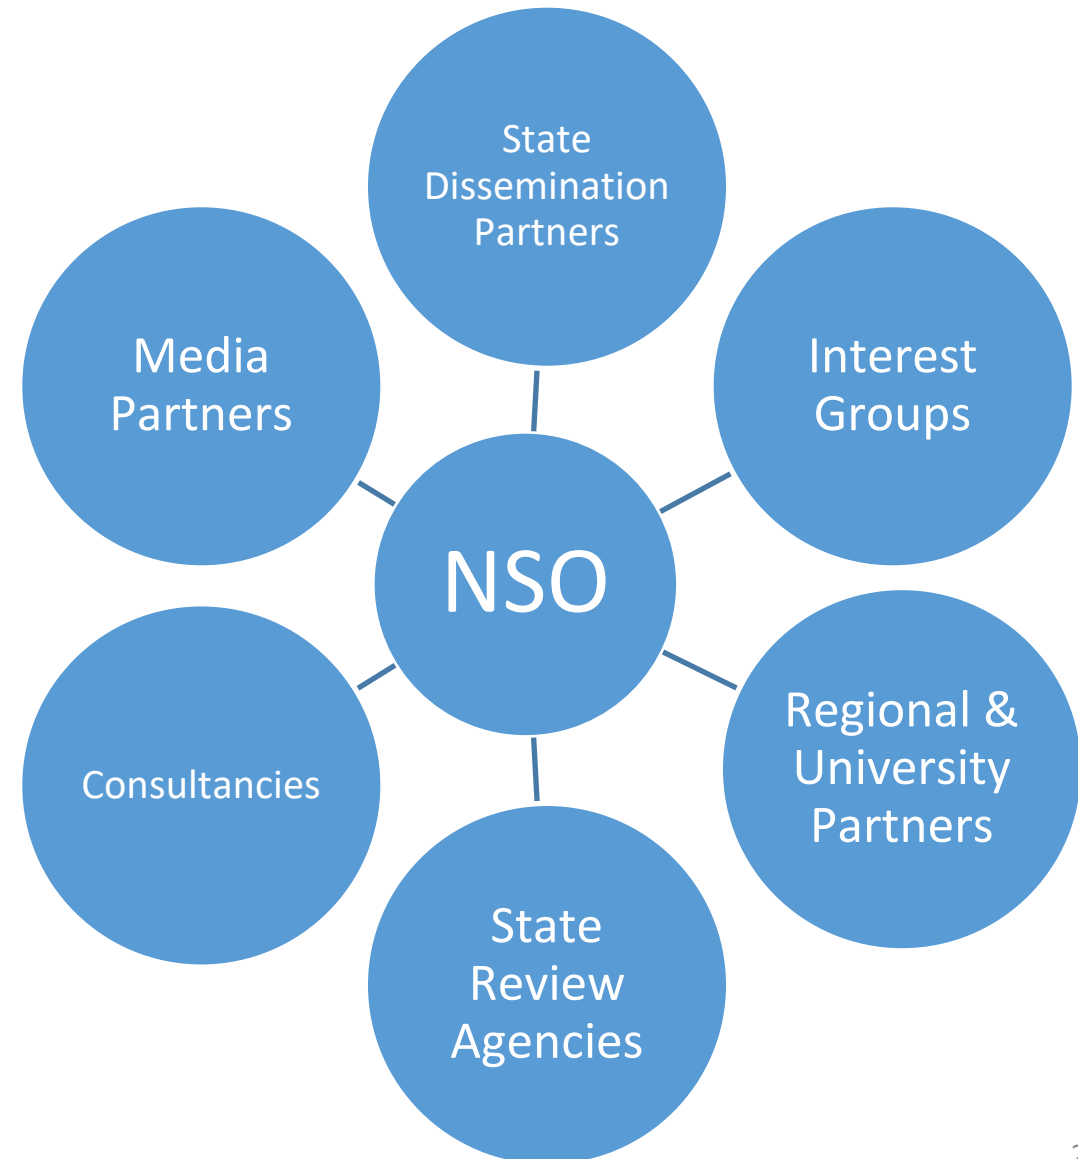 State
Dissemination
Partners
Media
Partners
Interest
Groups
NSO
Regional &
University
Partners
Consultancies
State
Review
Agencies